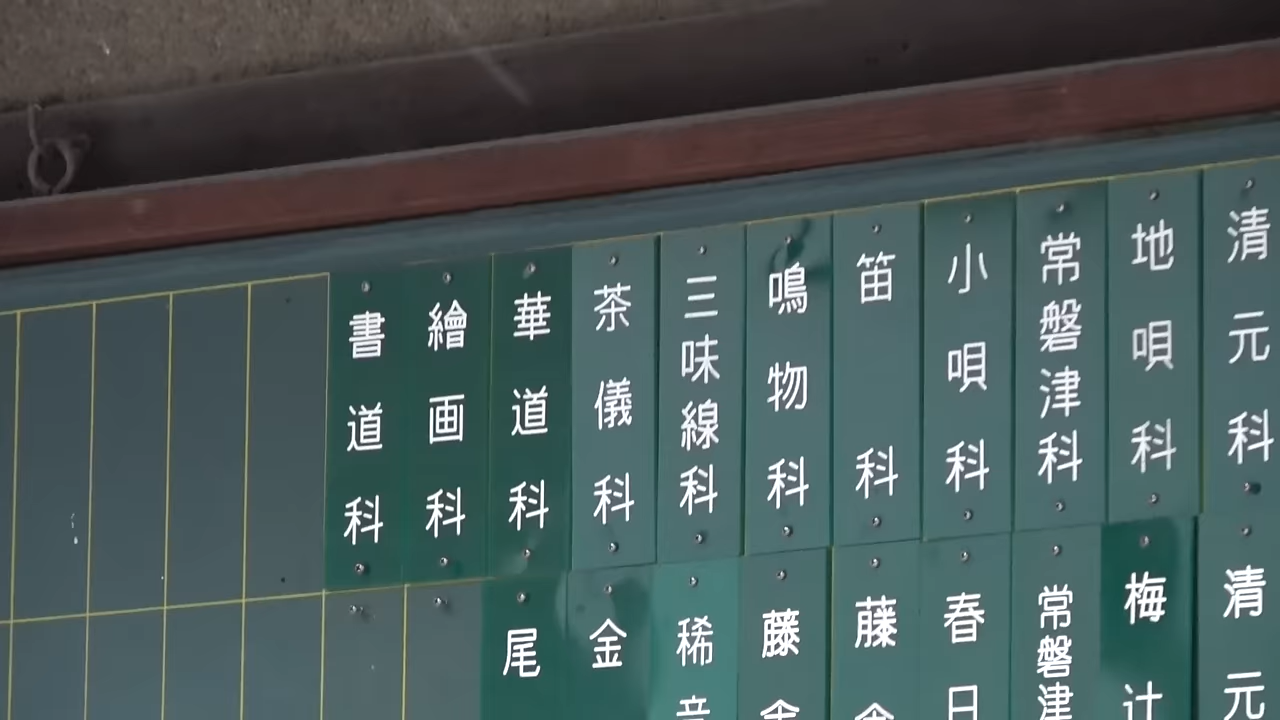 清元科
地唄科
常磐津科
小唄科
笛科
鳴物科
三味線科
茶儀科
華道科
繪画科
書道科
清元
梅辻
常磐津
春日
藤舎
藤舎
稀音
金
尾